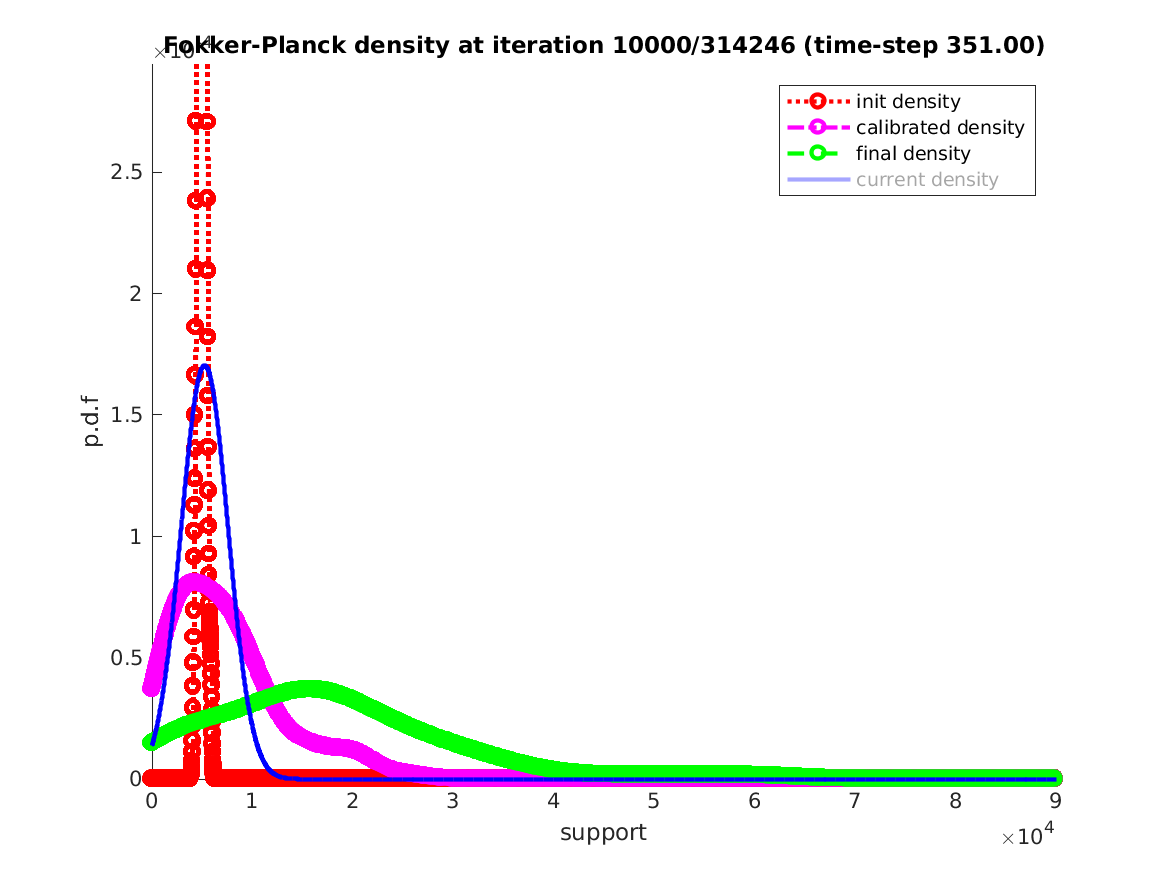 Fokker-Planck density at iteration 10000/314246 (time-step 351.00)
init density
calibrated density
final density
current density
2.5
2
1.5
1
0.5
0
p.d.f
0 1 2 3 4 5 6 7 8 9
support
×10^4